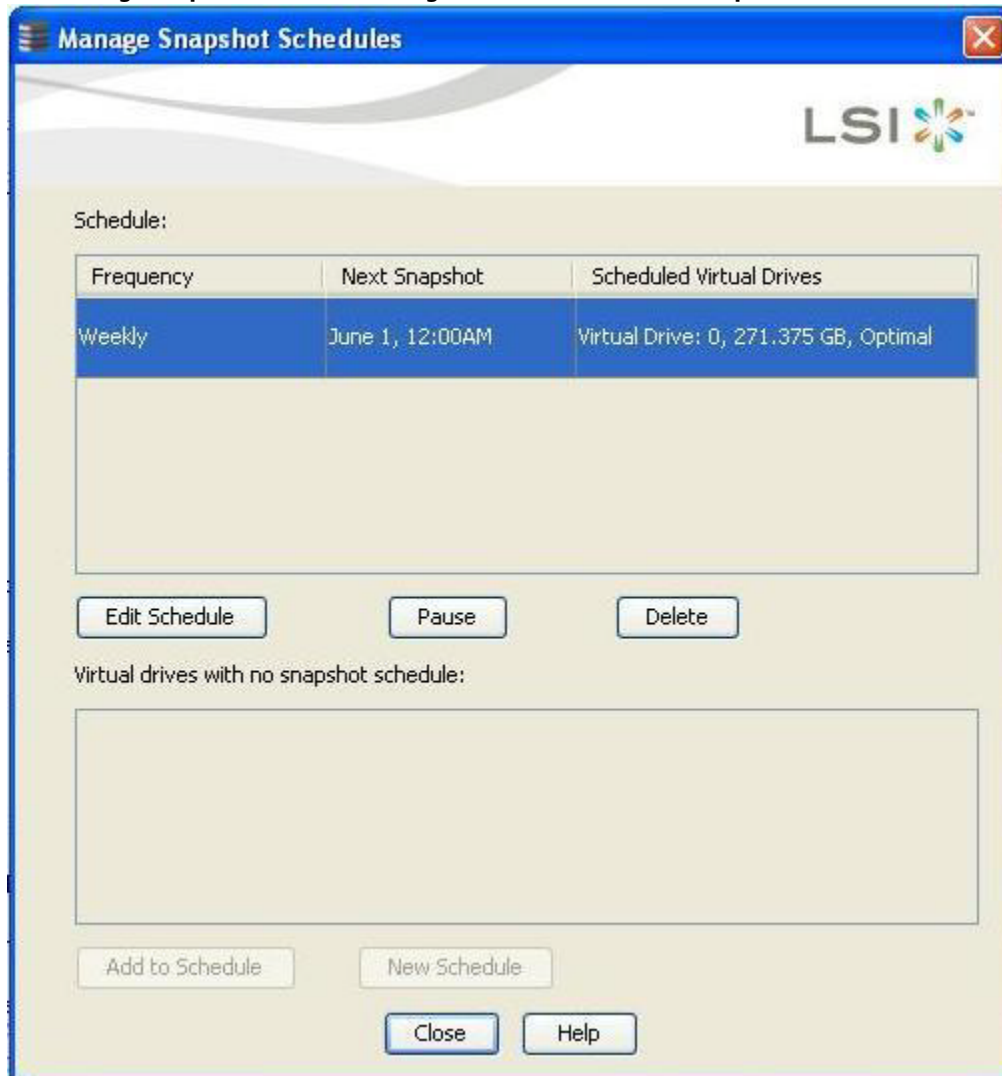 Manage Snapshot Schedules
LSI™
Schedule:
Frequency Next Snapshot Scheduled Virtual Drives
Weekly June 1, 12:00AM Virtual Drive: 0, 271.375 GB, Optimal
Edit Schedule Pause Delete
Virtual drives with no snapshot schedule:
Add to Schedule New Schedule
Close Help